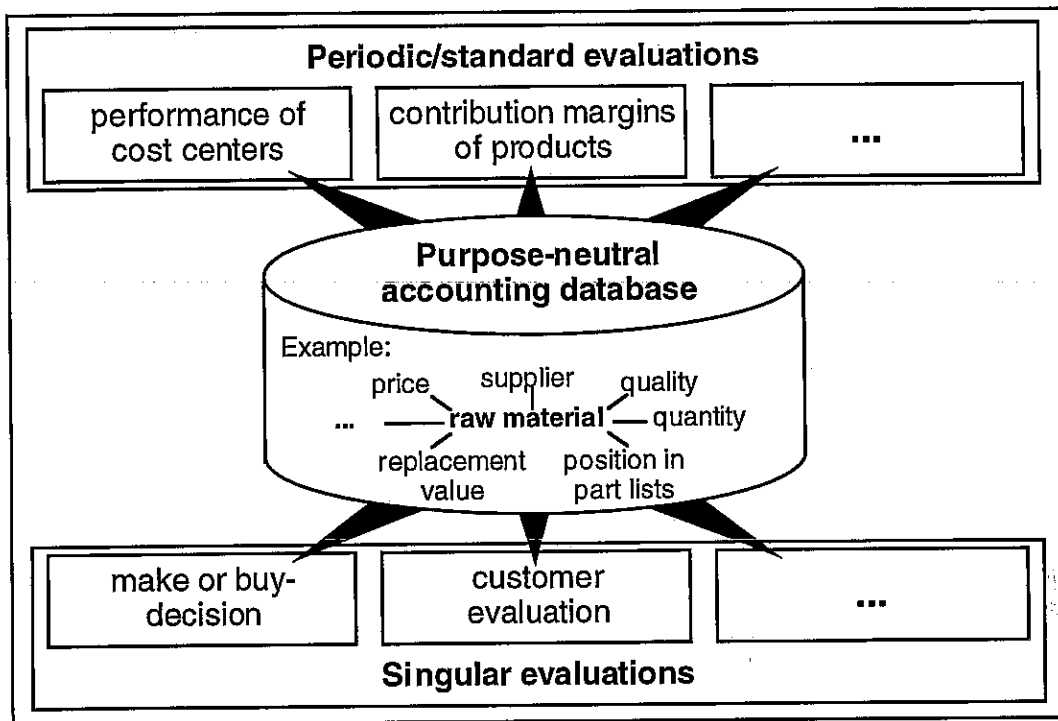 Periodic/standard evaluations
performance of
cost centers
contribution margins
of products
...
Purpose-neutral
accounting database
Example:
price
supplier
quality
...
raw material
quantity
replacement
value
position in
part lists
make or buy-
decision
customer
evaluation
...
Singular evaluations